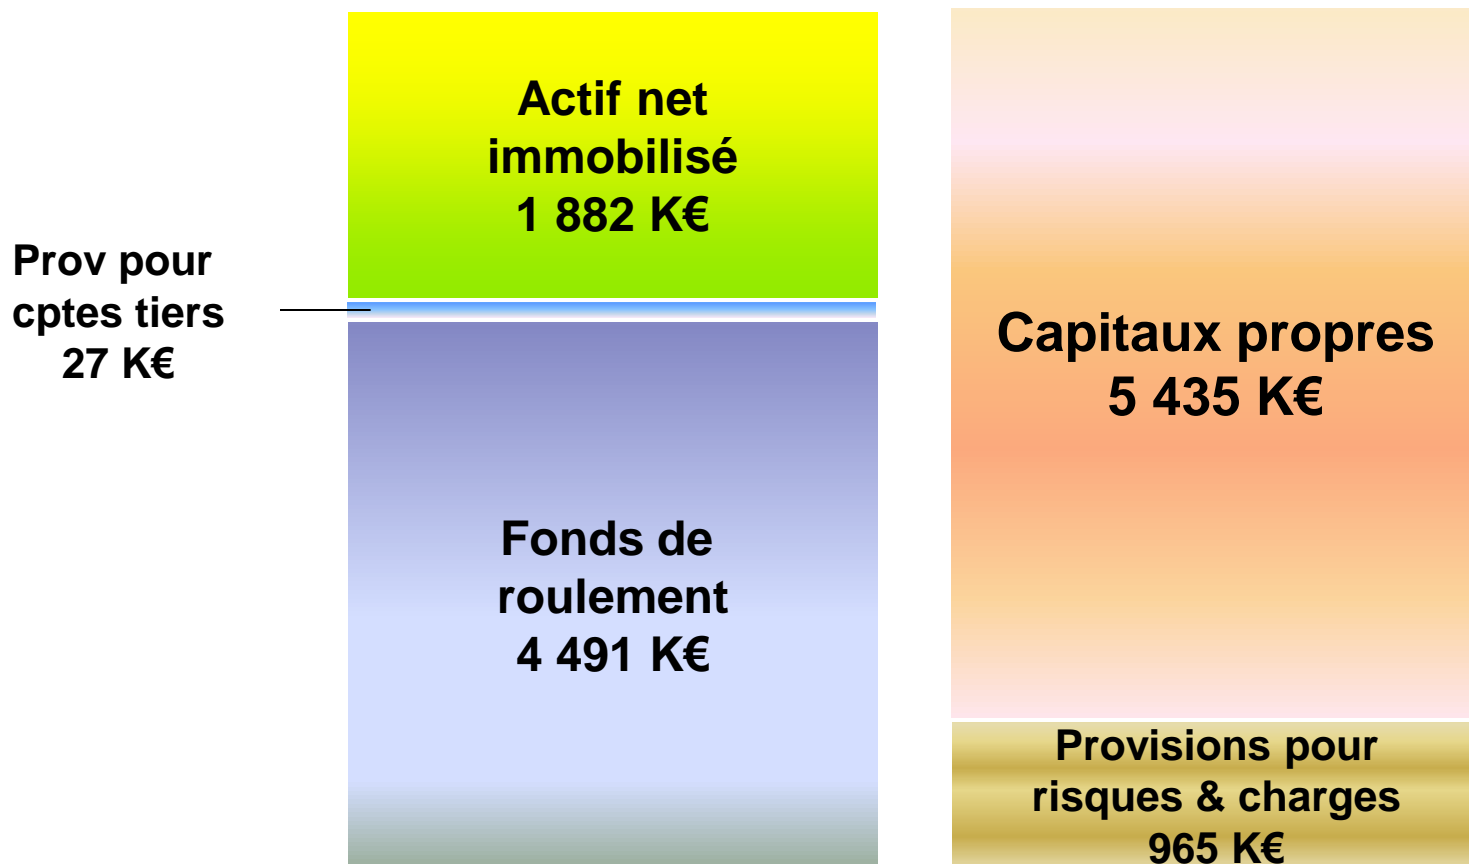 Actif net
immobilisé
1 882 K€
Prov pour
cptes tiers
27 K€
Fonds de
roulement
4 491 K€
Capitaux propres
5 435 K€
Provisions pour
risques & charges
965 K€